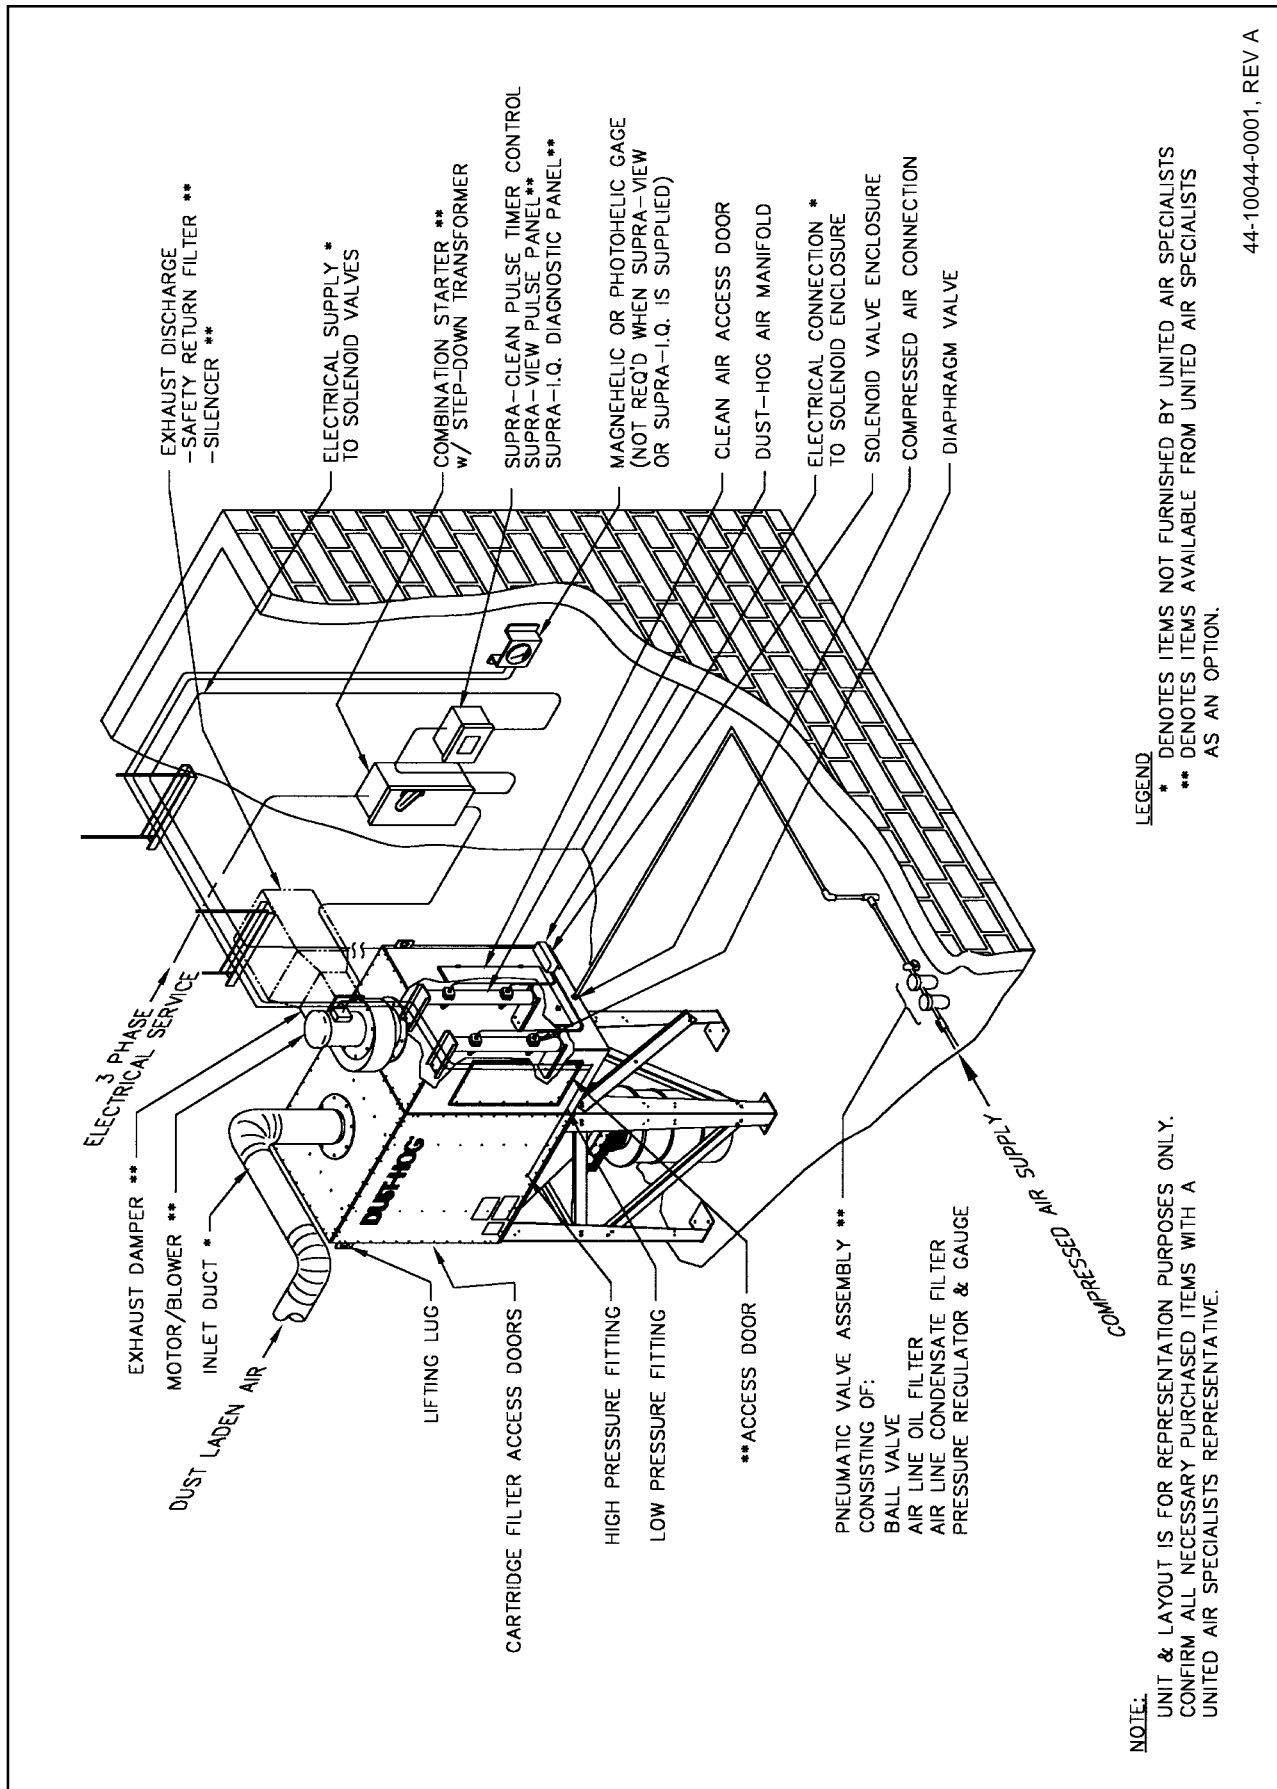 EXHAUST DISCHARGE
-SAFETY RETURN FILTER **
-SILENCER **
ELECTRICAL SUPPLY *
TO SOLENOID VALVES
COMBINATION STARTER **
w/ STEP-DOWN TRANSFORMER
SUPRA-CLEAN PULSE TIMER CONTROL
SUPRA-VIEW PULSE PANEL**
SUPRA-I.Q. DIAGNOSTIC PANEL**
MAGNEHELIC OR PHOTOHELIC GAGE
(NOT REQ'D WHEN SUPRA-VIEW
OR SUPRA-I.Q. IS SUPPLIED)
CLEAN AIR ACCESS DOOR
DUST-HOG AIR MANIFOLD
ELECTRICAL CONNECTION *
TO SOLENOID ENCLOSURE
SOLENOID VALVE ENCLOSURE
COMPRESSED AIR CONNECTION
DIAPHRAGM VALVE
3 PHASE
ELECTRICAL SERVICE
EXHAUST DAMPER **
MOTOR/BLOWER **
INLET DUCT *
DUST LADEN AIR
DUST-HOG
LIFTING LUG
CARTRIDGE FILTER ACCESS DOORS
HIGH PRESSURE FITTING
LOW PRESSURE FITTING
**ACCESS DOOR
PNEUMATIC VALVE ASSEMBLY **
CONSISTING OF:
BALL VALVE
AIR LINE OIL FILTER
AIR LINE CONDENSATE FILTER
PRESSURE REGULATOR & GAUGE
COMPRESSED AIR SUPPLY
NOTE:
UNIT & LAYOUT IS FOR REPRESENTATION PURPOSES ONLY.
CONFIRM ALL NECESSARY PURCHASED ITEMS WITH A
UNITED AIR SPECIALISTS REPRESENTATIVE.
LEGEND
* DENOTES ITEMS NOT FURNISHED BY UNITED AIR SPECIALISTS
** DENOTES ITEMS AVAILABLE FROM UNITED AIR SPECIALISTS
AS AN OPTION.
44-10044-0001, REV A